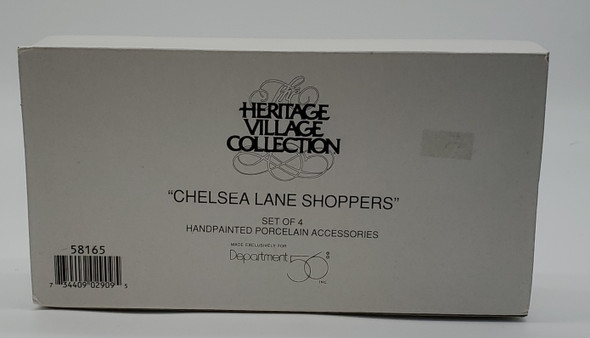 The
HERITAGE
VILLAGE
COLLECTION
"CHELSEA LANE SHOPPERS"
SET OF 4
HANDPAINTED PORCELAIN ACCESSORIES
MADE EXCLUSIVELY FOR
Department 56®
INC
58165
7 34409 02909 5